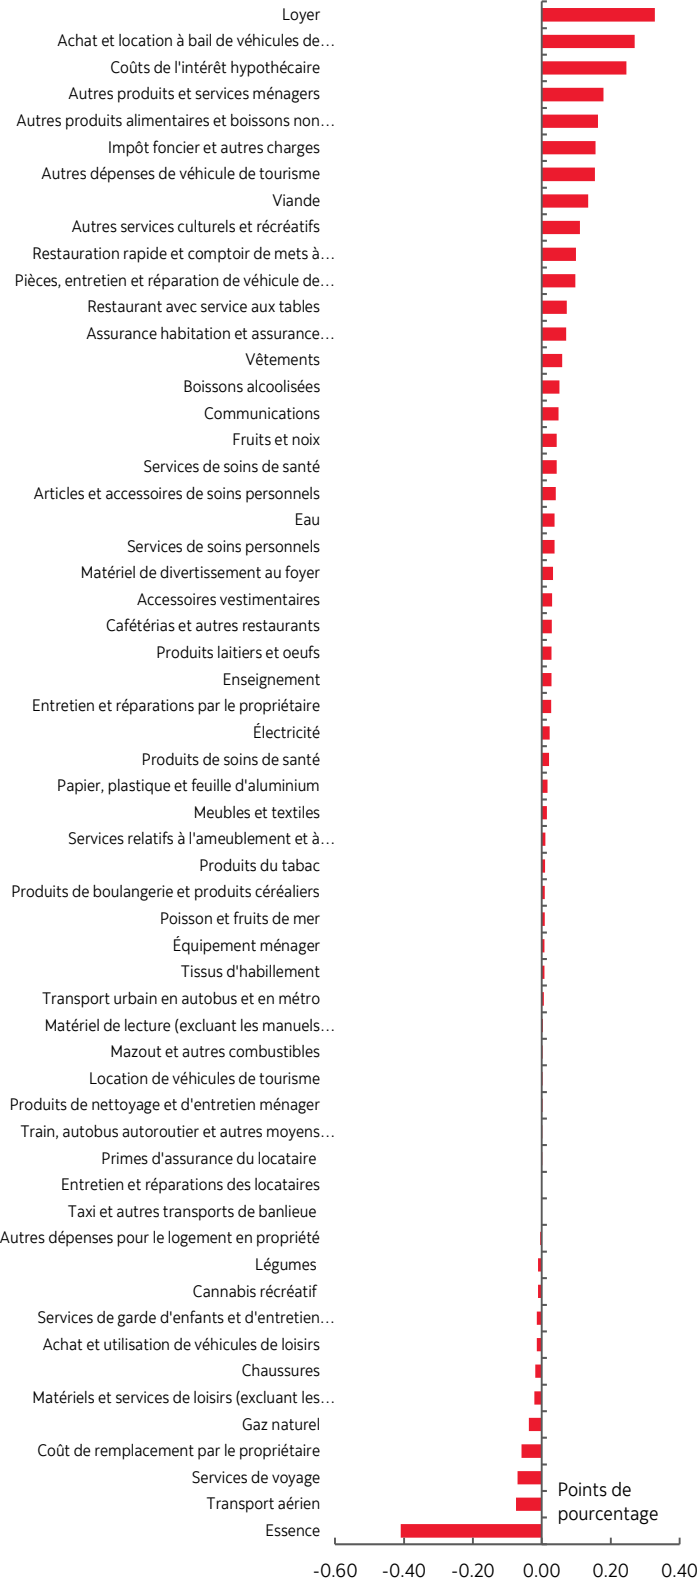 Loyer
Achat et location à bail de véhicules de…
Coûts de l'intérêt hypothécaire
Autres produits et services ménagers
Autres produits alimentaires et boissons non…
Impôt foncier et autres charges
Autres dépenses de véhicule de tourisme
Viande
Autres services culturels et récréatifs
Restauration rapide et comptoir de mets à…
Pièces, entretien et réparation de véhicule de…
Restaurant avec service aux tables
Assurance habitation et assurance…
Vêtements
Boissons alcoolisées
Communications
Fruits et noix
Services de soins de santé
Articles et accessoires de soins personnels
Eau
Services de soins personnels
Matériel de divertissement au foyer
Accessoires vestimentaires
Cafétérias et autres restaurants
Produits laitiers et oeufs
Enseignement
Entretien et réparations par le propriétaire
Électricité
Produits de soins de santé
Papier, plastique et feuille d'aluminium
Meubles et textiles
Services relatifs à l'ameublement et à…
Produits du tabac
Produits de boulangerie et produits céréaliers
Poisson et fruits de mer
Équipement ménager
Tissus d'habillement
Transport urbain en autobus et en métro
Matériel de lecture (excluant les manuels…
Mazout et autres combustibles
Location de véhicules de tourisme
Produits de nettoyage et d'entretien ménager
Train, autobus autoroutier et autres moyens…
Primes d'assurance du locataire
Entretien et réparations des locataires
Taxi et autres transports de banlieue
Autres dépenses pour le logement en propriété
Légumes
Cannabis récréatif
Services de garde d'enfants et d'entretien…
Achat et utilisation de véhicules de loisirs
Chaussures
Matériels et services de loisirs (excluant les…
Gaz naturel
Coût de remplacement par le propriétaire
Services de voyage
Transport aérien
Essence
Points de
pourcentage
-0.60 -0.40 -0.20 0.00 0.20 0.40